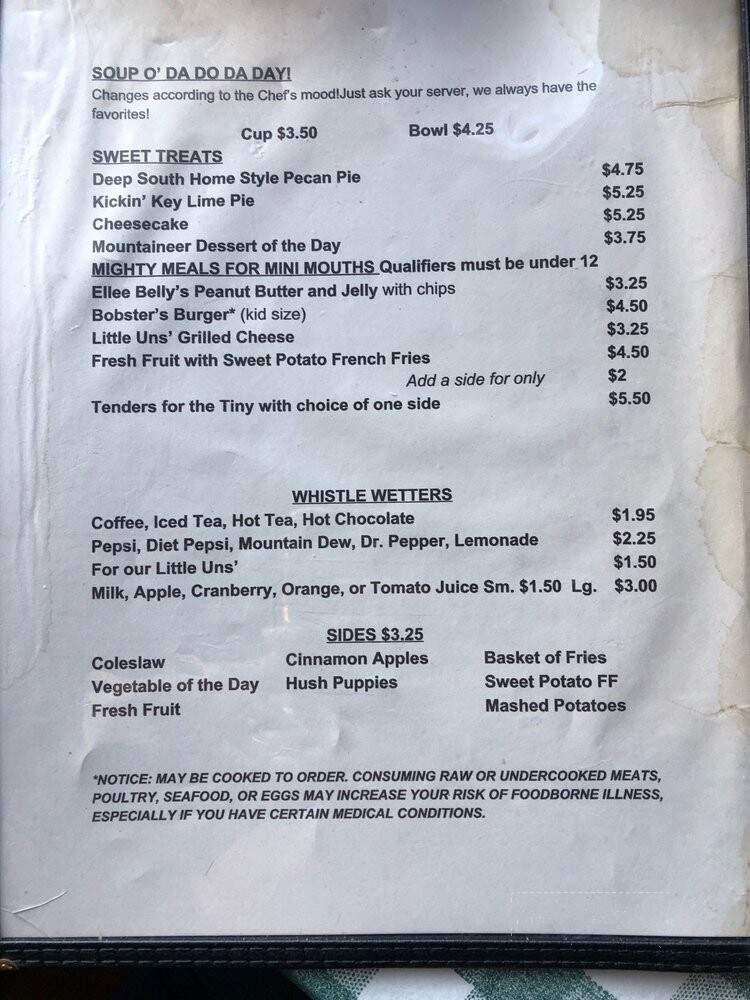 SOUP O' DA DO DA DAY!
Changes according to the Chef's mood!Just ask your server, we always have the
favorites!
Cup $3.50 Bowl $4.25
SWEET TREATS
Deep South Home Style Pecan Pie $4.75
Kickin' Key Lime Pie $5.25
Cheesecake $5.25
Mountaineer Dessert of the Day $3.75
MIGHTY MEALS FOR MINI MOUTHS Qualifiers must be under 12
Ellee Belly's Peanut Butter and Jelly with chips $3.25
Bobster's Burger* (kid size) $4.50
Little Uns' Grilled Cheese $3.25
Fresh Fruit with Sweet Potato French Fries $4.50
Add a side for only $2
Tenders for the Tiny with choice of one side $5.50
WHISTLE WETTERS
Coffee, Iced Tea, Hot Tea, Hot Chocolate $1.95
Pepsi, Diet Pepsi, Mountain Dew, Dr. Pepper, Lemonade $2.25
For our Little Uns' $1.50
Milk, Apple, Cranberry, Orange, or Tomato Juice Sm. $1.50 Lg. $3.00
SIDES $3.25
Coleslaw Cinnamon Apples Basket of Fries
Vegetable of the Day Hush Puppies Sweet Potato FF
Fresh Fruit Mashed Potatoes
*NOTICE: MAY BE COOKED TO ORDER. CONSUMING RAW OR UNDERCOOKED MEATS,
POULTRY, SEAFOOD, OR EGGS MAY INCREASE YOUR RISK OF FOODBORNE ILLNESS,
ESPECIALLY IF YOU HAVE CERTAIN MEDICAL CONDITIONS.